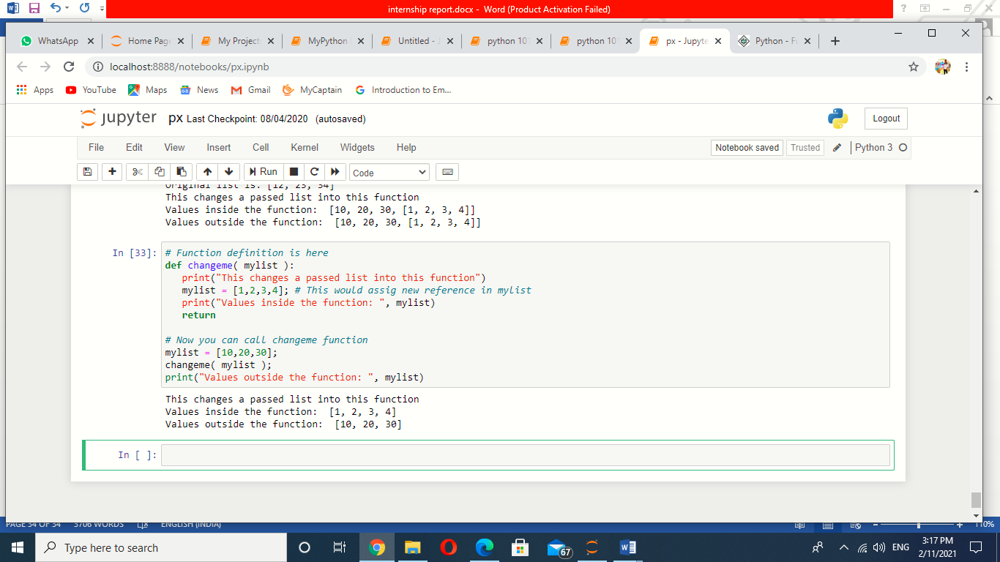 internship report.docx - Word (Product Activation Failed)
WhatsApp
Home Page
My Project
MyPython
Untitled - J
python 101
python 101
px - Jupyte
Python - Fu
localhost:8888/notebooks/px.ipynb
Apps YouTube Maps News Gmail MyCaptain Introduction to Em...
jupyter px Last Checkpoint: 08/04/2020 (autosaved)
Logout
File Edit View Insert Cell Kernel Widgets Help
Notebook saved Trusted Python 3
Run Code
Original list is: [12, 23, 34]
This changes a passed list into this function
Values inside the function:  [10, 20, 30, [1, 2, 3, 4]]
Values outside the function:  [10, 20, 30, [1, 2, 3, 4]]
In [33]: # Function definition is here
def changeme( mylist ):
   print("This changes a passed list into this function")
   mylist = [1,2,3,4]; # This would assig new reference in mylist
   print("Values inside the function: ", mylist)
   return
# Now you can call changeme function
mylist = [10,20,30];
changeme( mylist );
print("Values outside the function: ", mylist)
This changes a passed list into this function
Values inside the function:  [1, 2, 3, 4]
Values outside the function:  [10, 20, 30]
In [ ]:
PAGE 34 OF 34 3706 WORDS ENGLISH (INDIA) 110%
Type here to search
67
ENG
3:17 PM
2/11/2021